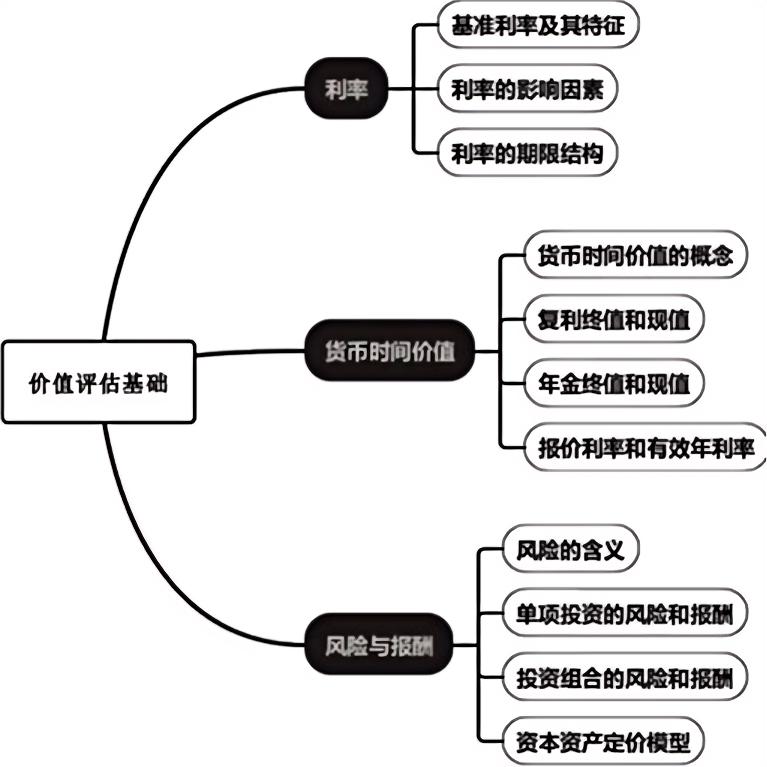 价值评估基础
利率
基准利率及其特征
利率的影响因素
利率的期限结构
货币时间价值
货币时间价值的概念
复利终值和现值
年金终值和现值
报价利率和有效年利率
风险与报酬
风险的含义
单项投资的风险和报酬
投资组合的风险和报酬
资本资产定价模型